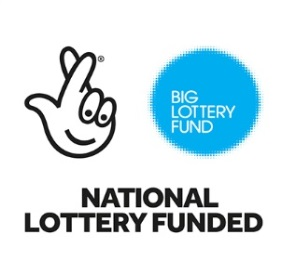 ®
BIG
LOTTERY
FUND
NATIONAL
LOTTERY FUNDED